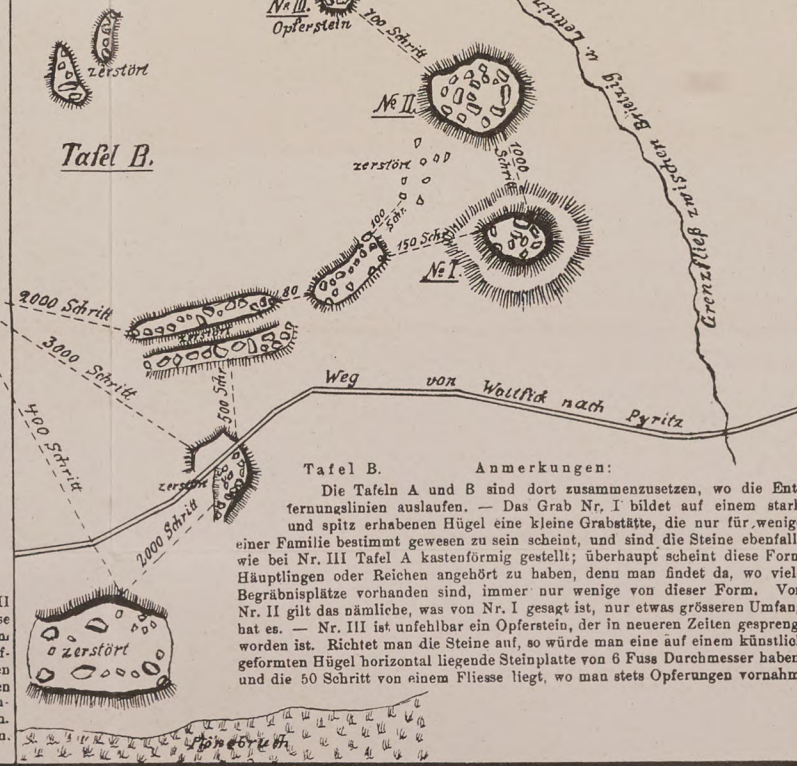 Nr. III.
Opferstein
700 Schritt
zerstört
№ II.
Tafel B.
zerstört
1000 Schritt
100 Schr.
150 Schr.
№ I.
Grenzfließ zwischen Brietzig u.
2000 Schritt
80
zerstört
3000 Schritt
500 Schr.
400 Schritt
Weg von Wollfick nach Pyritz
zerstört
2000 Schritt
zerstört
Plönebruch
Tafel B. Anmerkungen:
Die Tafeln A und B sind dort zusammenzusetzen, wo die Ent
fernungslinien auslaufen. — Das Grab Nr. I bildet auf einem stark
und spitz erhabenen Hügel eine kleine Grabstätte, die nur für wenig
einer Familie bestimmt gewesen zu sein scheint, und sind die Steine ebenfall
wie bei Nr. III Tafel A kastenförmig gestellt; überhaupt scheint diese Form
Häuptlingen oder Reichen angehört zu haben, denn man findet da, wo viel
Begräbnisplätze vorhanden sind, immer nur wenige von dieser Form. Vo
Nr. II gilt das nämliche, was von Nr. I gesagt ist, nur etwas grösseren Umfan
hat es. — Nr. III ist unfehlbar ein Opferstein, der in neueren Zeiten gespreng
worden ist. Richtet man die Steine auf, so würde man eine auf einem künstlic
geformten Hügel horizontal liegende Steinplatte von 6 Fuss Durchmesser haben
und die 50 Schritt von einem Fliesse liegt, wo man stets Opferungen vornahm